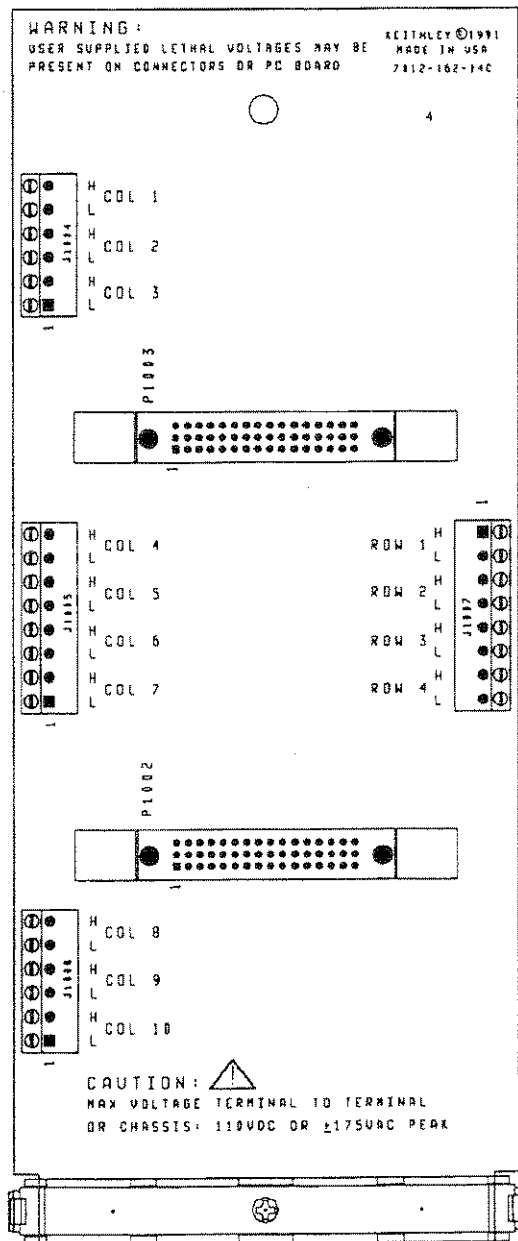 WARNING:
USER SUPPLIED LETHAL VOLTAGES MAY BE
PRESENT ON CONNECTORS OR PC BOARD
KEITHLEY ©1991
MADE IN USA
7012-162-14C
4
H
L
COL 1
H
L
COL 2
H
L
COL 3
J1004
1
P1003
1
H
L
COL 4
H
L
COL 5
H
L
COL 6
H
L
COL 7
J1005
1
1
ROW 1
H
L
ROW 2
H
L
ROW 3
H
L
ROW 4
H
L
J1007
P1002
1
H
L
COL 8
H
L
COL 9
H
L
COL 10
J1006
1
CAUTION:
MAX VOLTAGE TERMINAL TO TERMINAL
OR CHASSIS: 110VDC OR ±175VAC PEAK